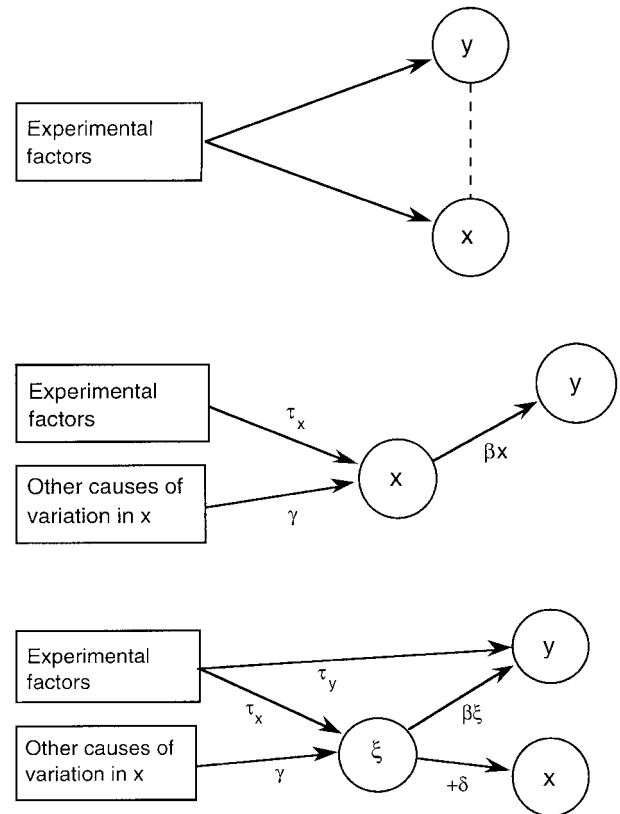 y
Experimental
factors
x
Experimental
factors
τx
y
βx
x
Other causes of
variation in x
γ
Experimental
factors
τy
y
τx
βξ
Other causes of
variation in x
γ
ξ
+δ
x